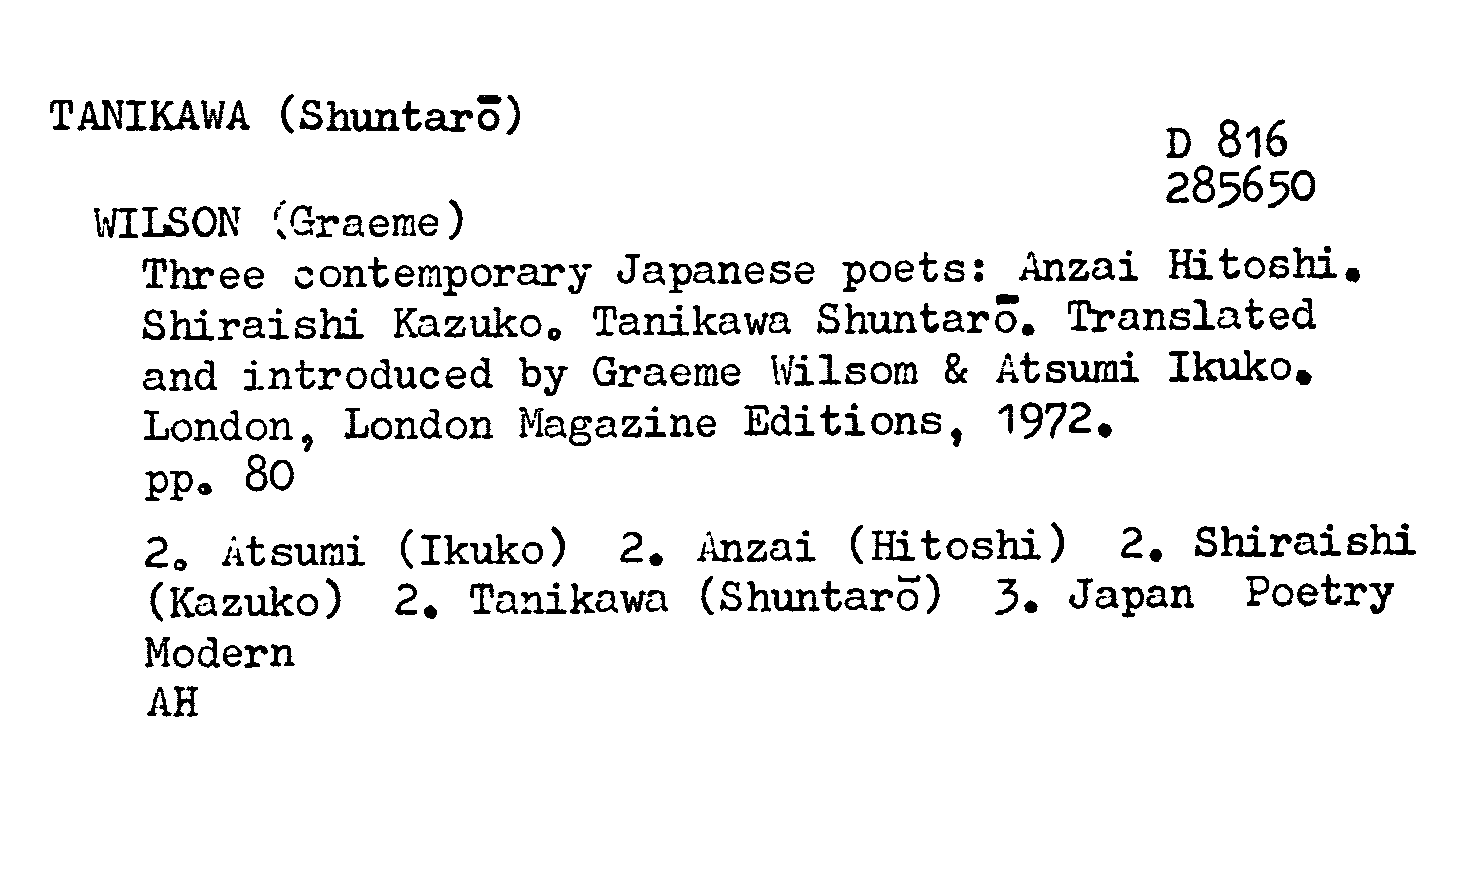 TANIKAWA (Shuntarō)
D 816
285650
WILSON (Graeme)
Three contemporary Japanese poets: Anzai Hitoshi.
Shiraishi Kazuko. Tanikawa Shuntarō. Translated
and introduced by Graeme Wilsom & Atsumi Ikuko.
London, London Magazine Editions, 1972.
pp. 80
2. Atsumi (Ikuko) 2. Anzai (Hitoshi) 2. Shiraishi
(Kazuko) 2. Tanikawa (Shuntarō) 3. Japan Poetry
Modern
AH